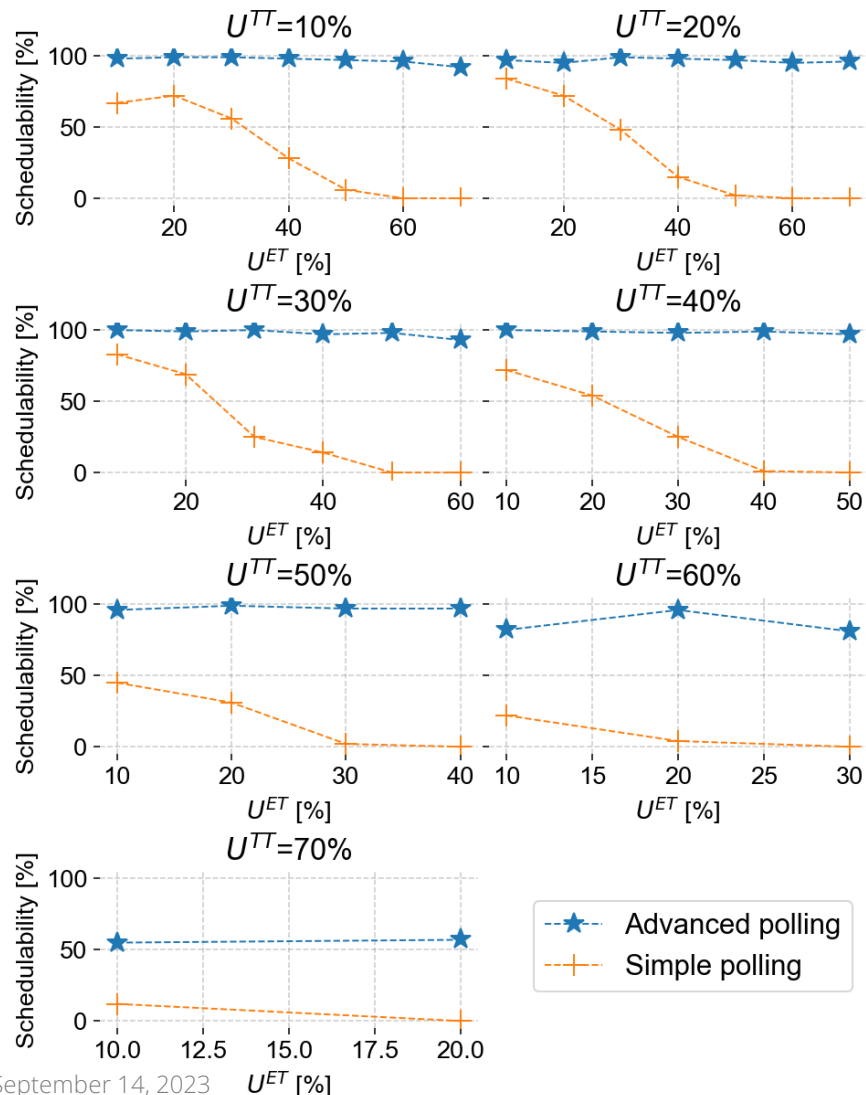 U^TT=10%
U^TT=20%
Schedulability [%]
100
50
0
20 40 60
20 40 60
U^ET [%]
U^ET [%]
U^TT=30%
U^TT=40%
Schedulability [%]
100
50
0
20 40 60
10 20 30 40 50
U^ET [%]
U^ET [%]
U^TT=50%
U^TT=60%
Schedulability [%]
100
50
0
10 20 30 40
10 15 20 25 30
U^ET [%]
U^ET [%]
U^TT=70%
Schedulability [%]
100
50
0
10.0 12.5 15.0 17.5 20.0
U^ET [%]
Advanced polling
Simple polling
September 14, 2023